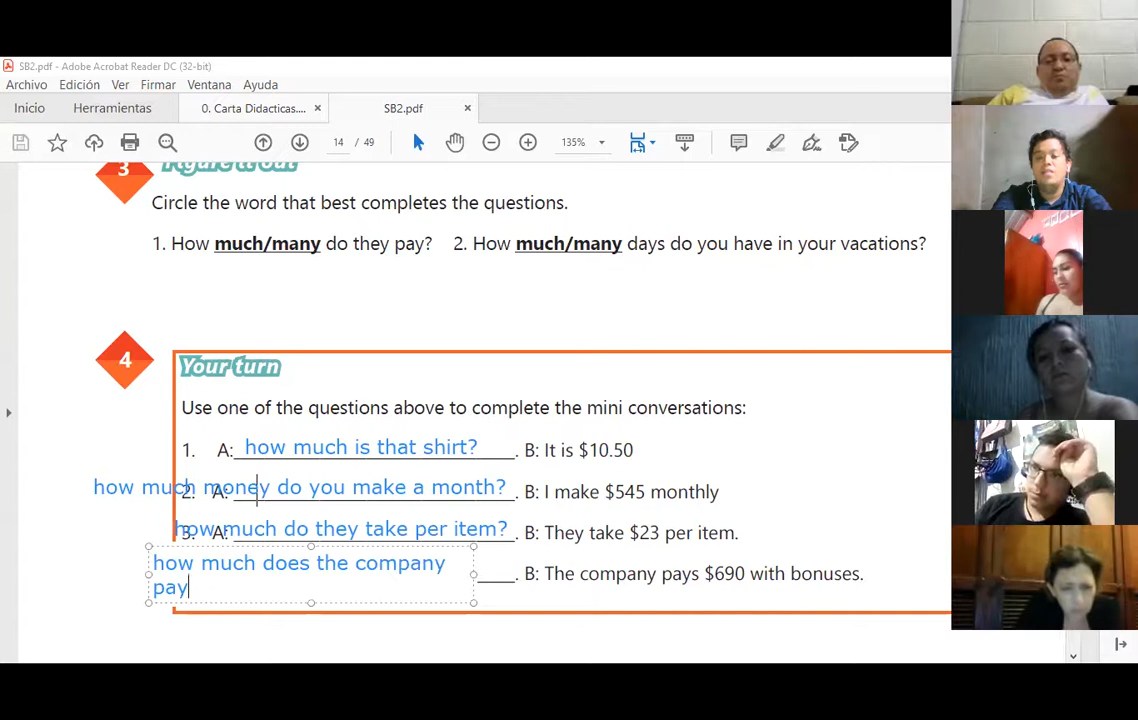 SB2.pdf - Adobe Acrobat Reader DC (32-bit)
Archivo Edición Ver Firmar Ventana Ayuda
Inicio Herramientas 0. Carta Didacticas.... × SB2.pdf ×
14 / 49 135%
3 Figure it out
Circle the word that best completes the questions.
1. How much/many do they pay? 2. How much/many days do you have in your vacations?
4 Your turn
Use one of the questions above to complete the mini conversations:
1. A: how much is that shirt? . B: It is $10.50
2. A: how much money do you make a month? . B: I make $545 monthly
3. A: how much do they take per item? . B: They take $23 per item.
how much does the company
pay
. B: The company pays $690 with bonuses.